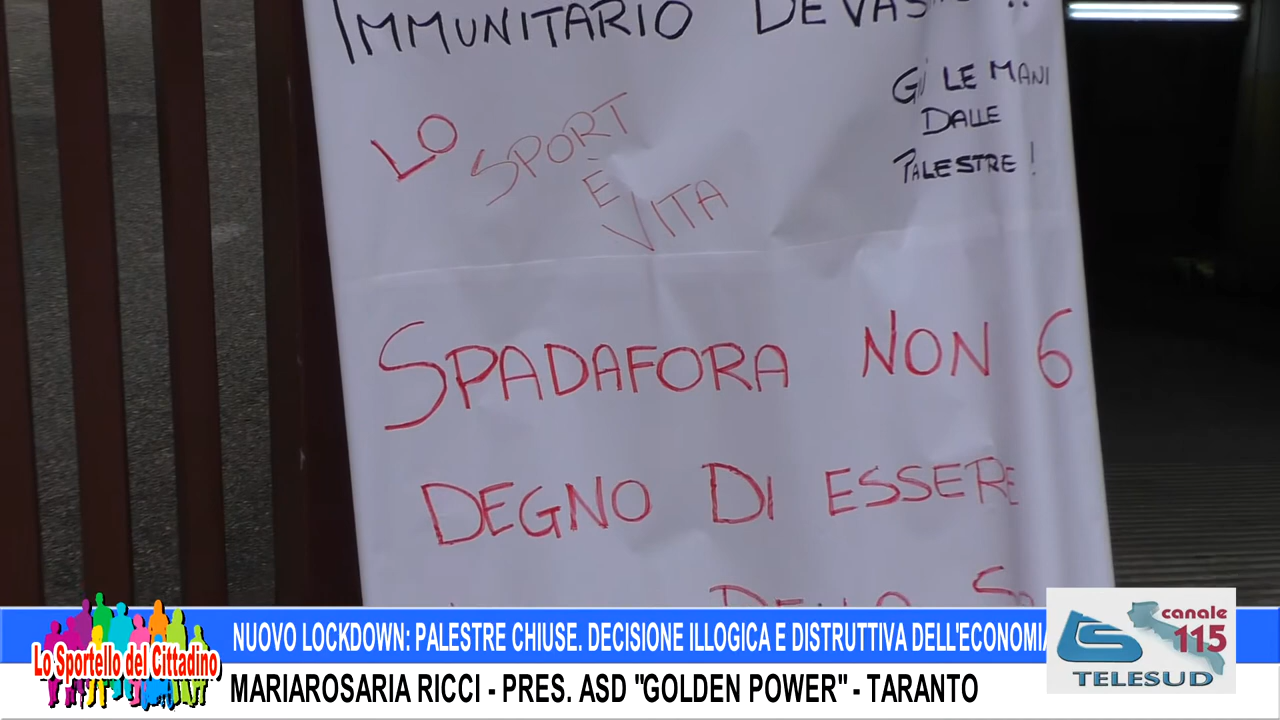 IMMUNITARIO
GIÙ LE MANI
DALLE
PALESTRE!
LO SPORT
È
VITA
SPADAFORA NON 6
DEGNO DI ESSERE
DELLO
NUOVO LOCKDOWN: PALESTRE CHIUSE. DECISIONE ILLOGICA E DISTRUTTIVA DELL'ECONOMIA
MARIAROSARIA RICCI - PRES. ASD "GOLDEN POWER" - TARANTO
Lo Sportello del Cittadino
canale
115
TELESUD